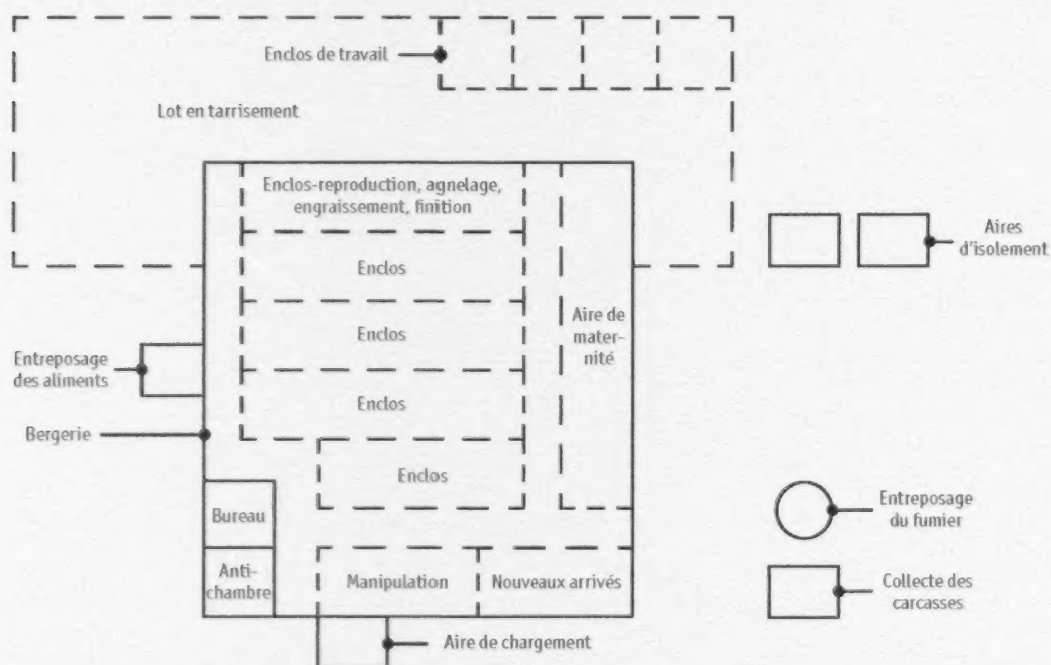 Enclos de travail
Lot en tarrisement
Enclos-reproduction, agnelage,
engraissement, finition
Enclos
Enclos
Enclos
Enclos
Aire de
mater-
nité
Aires
d'isolement
Entreposage
des aliments
Bergerie
Bureau
Anti-
chambre
Manipulation
Nouveaux arrivés
Aire de chargement
Entreposage
du fumier
Collecte des
carcasses